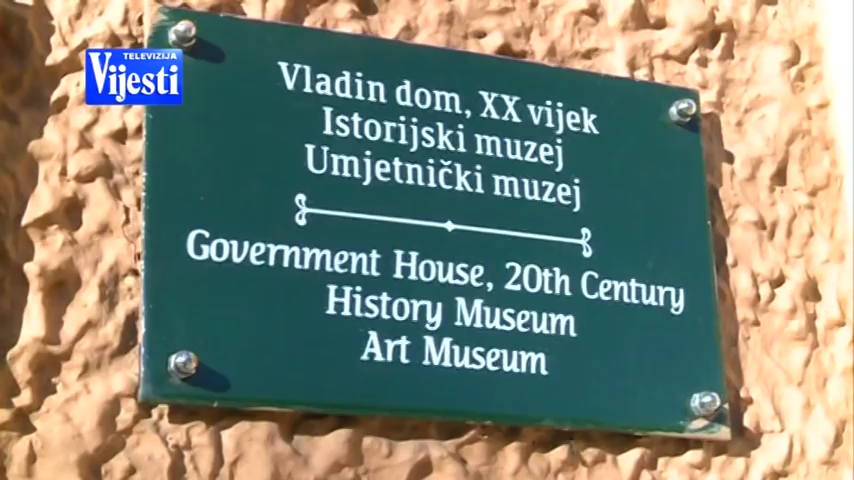 TELEVIZIJA
Vijesti
Vladin dom, XX vijek
Istorijski muzej
Umjetnički muzej
Government House, 20th Century
History Museum
Art Museum